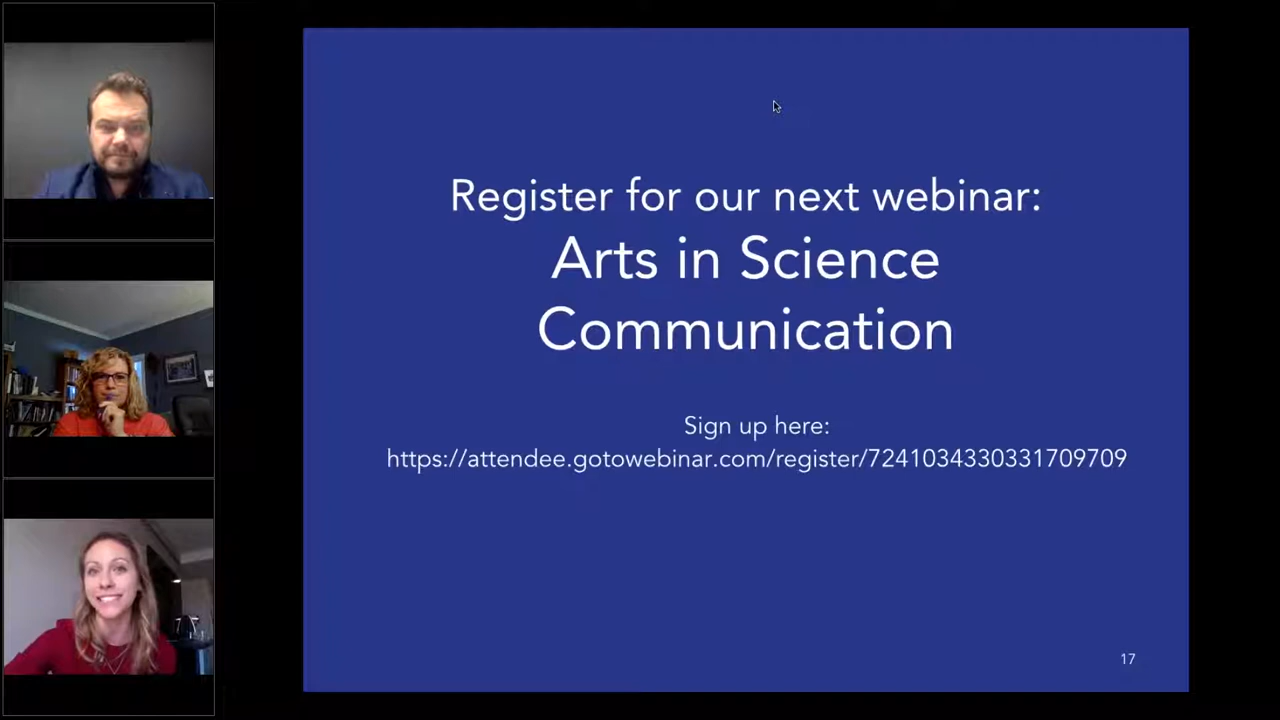 Register for our next webinar:
Arts in Science
Communication
Sign up here:
https://attendee.gotowebinar.com/register/7241034330331709709
17